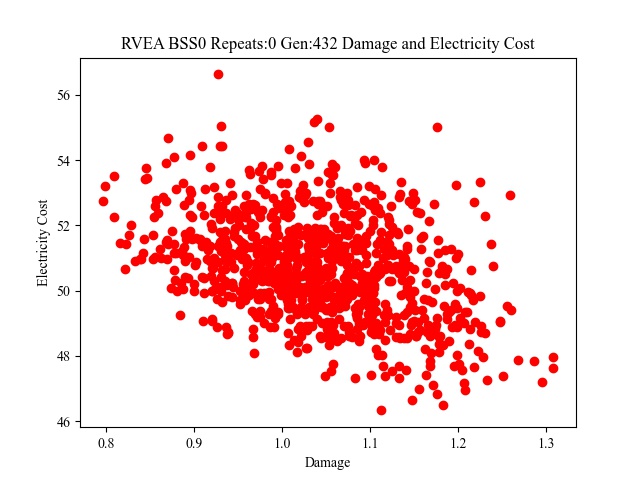 RVEA BSS0 Repeats:0 Gen:432 Damage and Electricity Cost
56
54
52
50
48
46
Electricity Cost
0.8 0.9 1.0 1.1 1.2 1.3
Damage